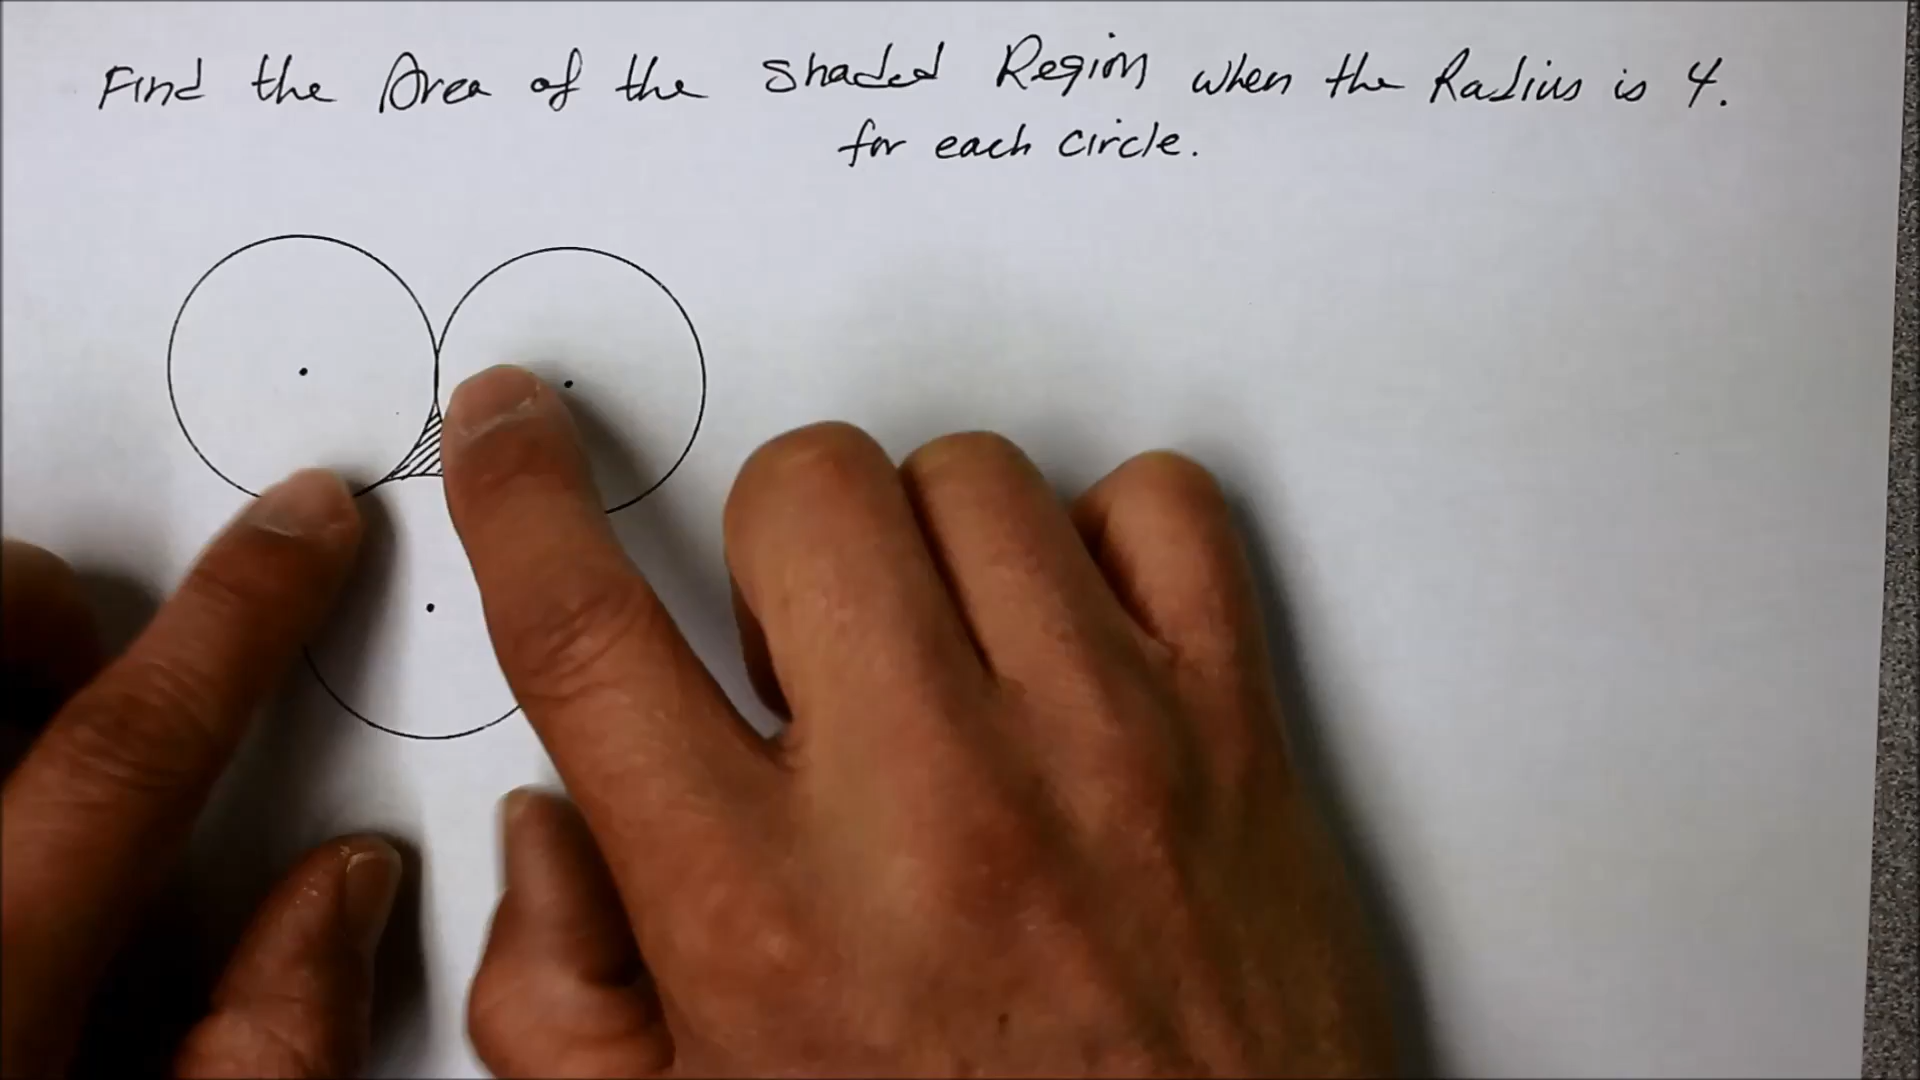 Find the Area of the Shaded Region when the Radius is 4.
for each circle.